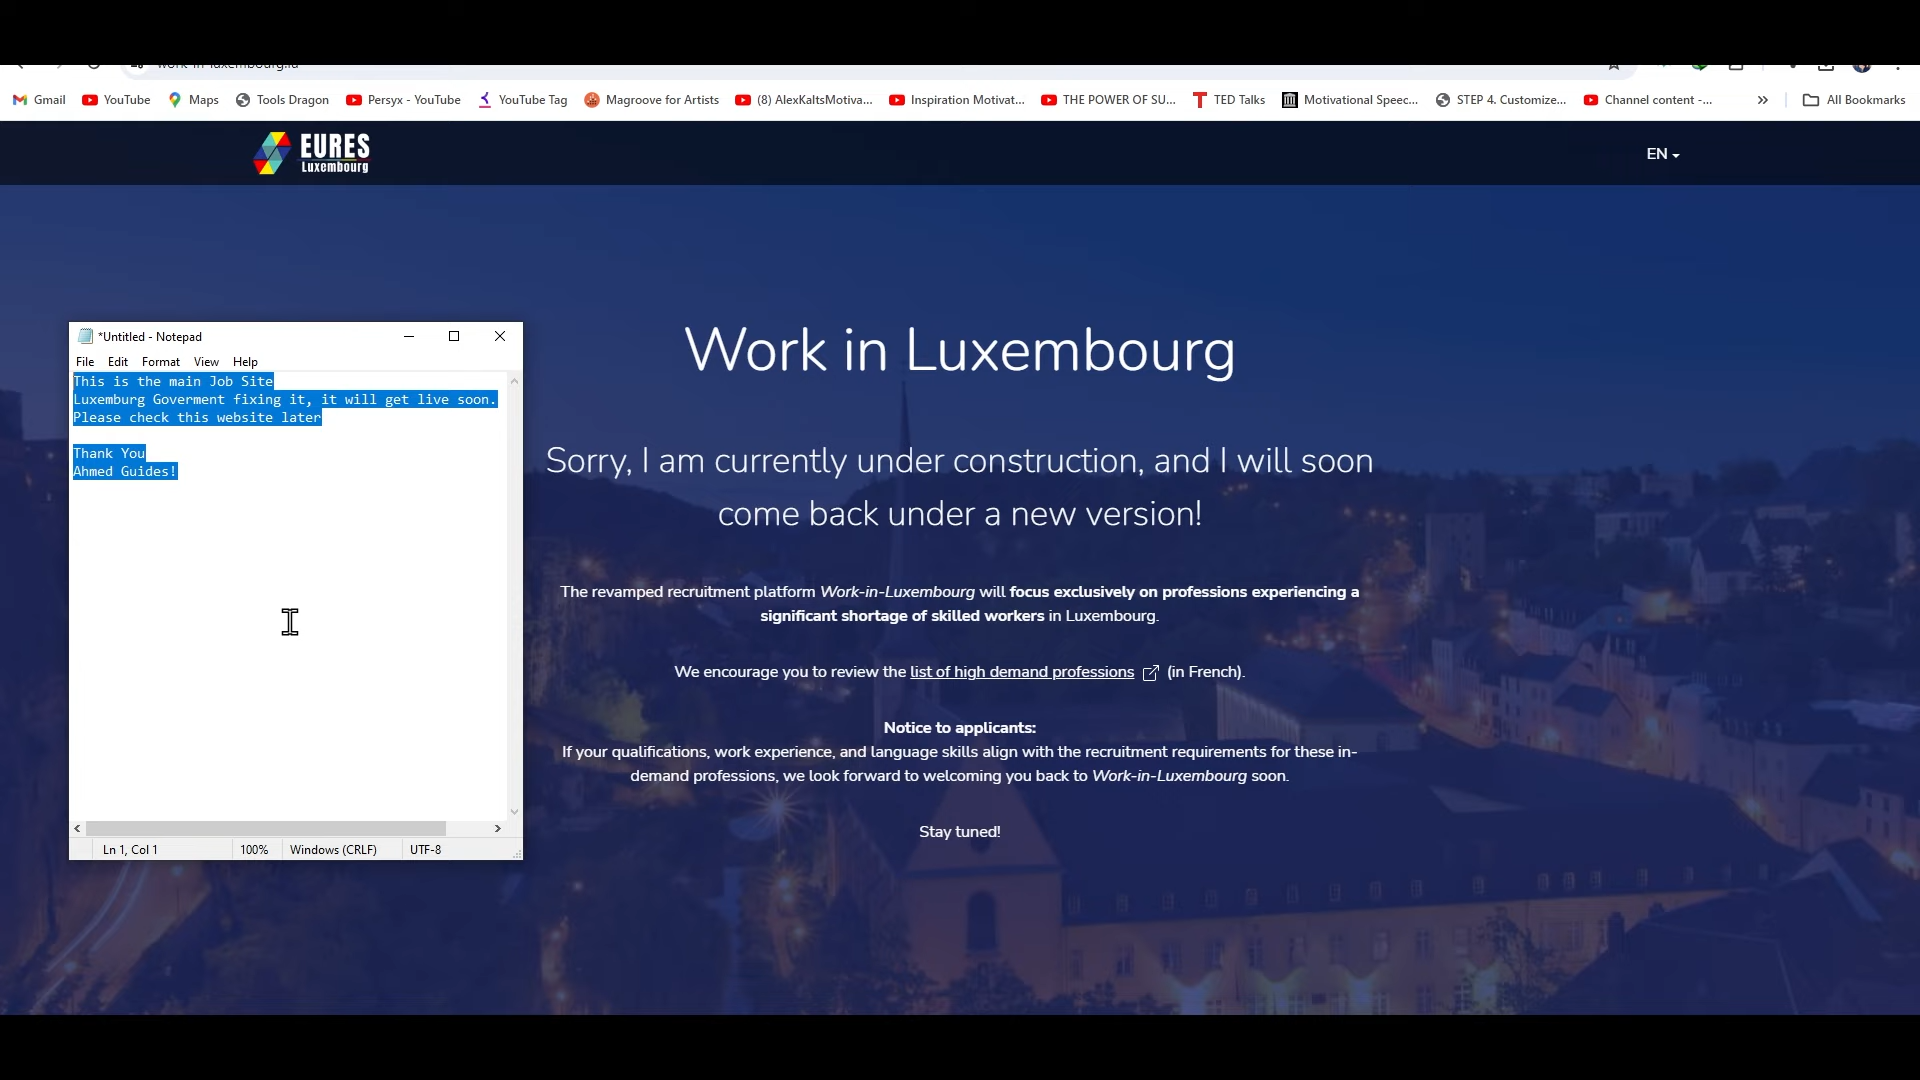 Gmail YouTube Maps Tools Dragon Persyx - YouTube YouTube Tag Magroove for Artists (8) AlexKaltsMotiva... Inspiration Motivat... THE POWER OF SU... TED Talks Motivational Speec... STEP 4. Customize... Channel content -... » All Bookmarks
EURES
Luxembourg
EN
*Untitled - Notepad
File Edit Format View Help
This is the main Job Site
Luxemburg Goverment fixing it, it will get live soon.
Please check this website later
Thank You
Ahmed Guides!
Ln 1, Col 1 100% Windows (CRLF) UTF-8
Work in Luxembourg
Sorry, I am currently under construction, and I will soon
come back under a new version!
The revamped recruitment platform Work-in-Luxembourg will focus exclusively on professions experiencing a
significant shortage of skilled workers in Luxembourg.
We encourage you to review the list of high demand professions (in French).
Notice to applicants:
If your qualifications, work experience, and language skills align with the recruitment requirements for these in-
demand professions, we look forward to welcoming you back to Work-in-Luxembourg soon.
Stay tuned!